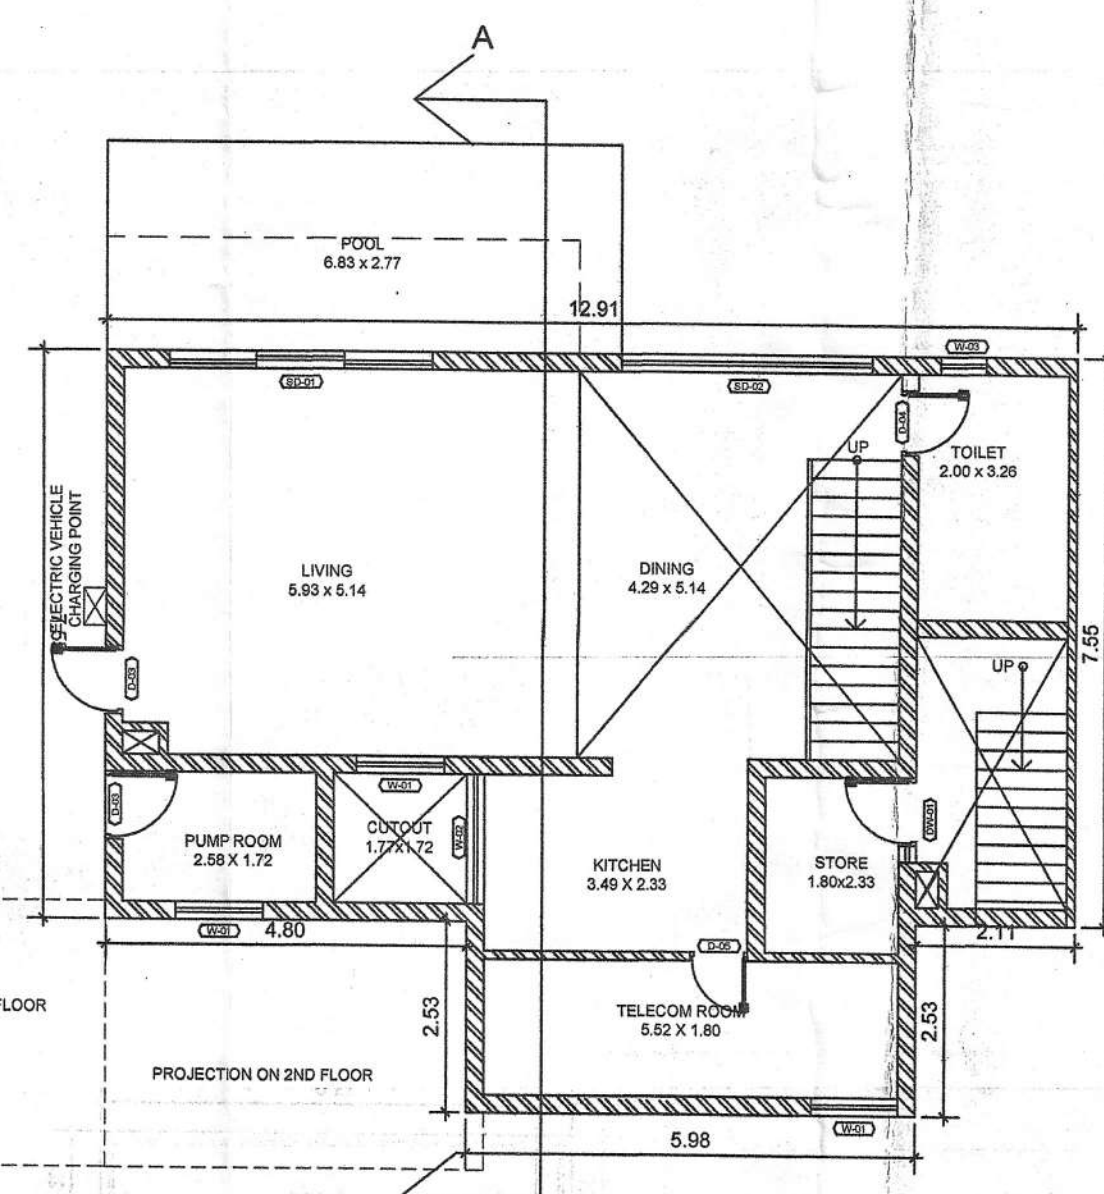 A
POOL
6.83 x 2.77
12.91
W-03
SD-01
SD-02
D-04
UP
TOILET
2.00 x 3.26
ELECTRIC VEHICLE
CHARGING POINT
LIVING
5.93 x 5.14
DINING
4.29 x 5.14
7.55
UP
D-03
W-01
D-03
CUTOUT
1.77x1.72
W-02
PUMP ROOM
2.58 X 1.72
KITCHEN
3.49 X 2.33
STORE
1.80x2.33
DW-01
W-01
4.80
D-05
2.11
FLOOR
2.53
TELECOM ROOM
5.52 X 1.80
2.53
PROJECTION ON 2ND FLOOR
W-01
5.98